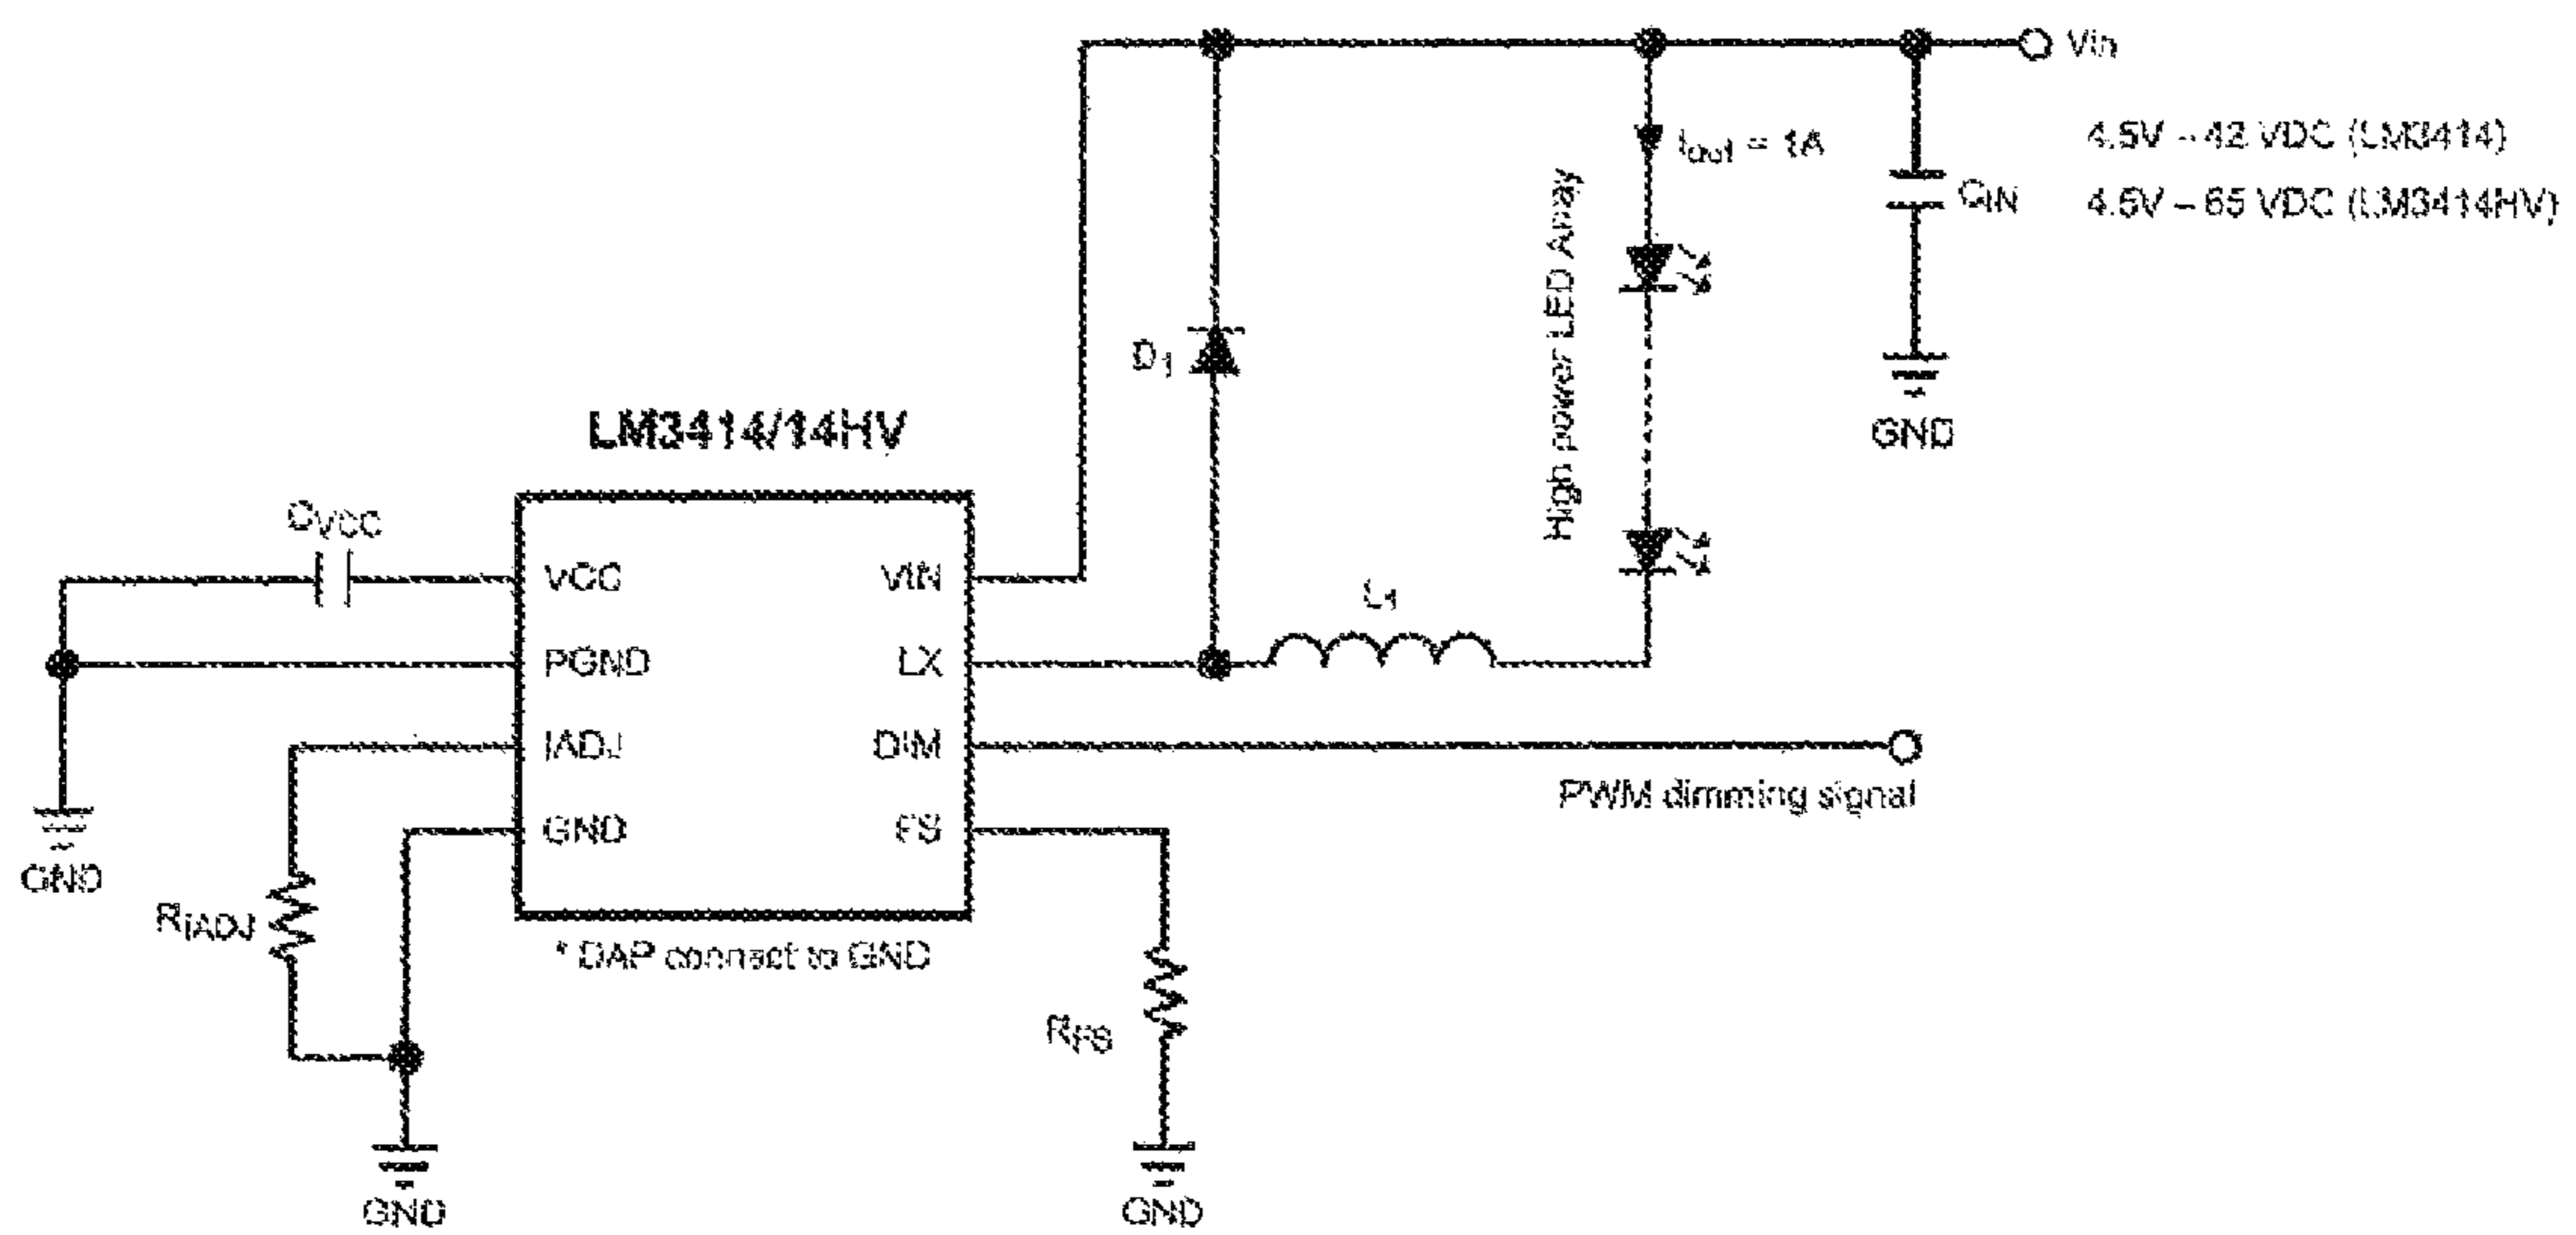 Vin
Iout = 1A
4.5V – 42 VDC (LM3414)
4.5V – 65 VDC (LM3414HV)
CIN
High power LED Array
D1
GND
LM3414/14HV
CVCC
VCC
VIN
L1
PGND
LX
IADJ
DIM
PWM dimming signal
GND
FS
GND
RIADJ
* DAP connect to GND
RFS
GND
GND